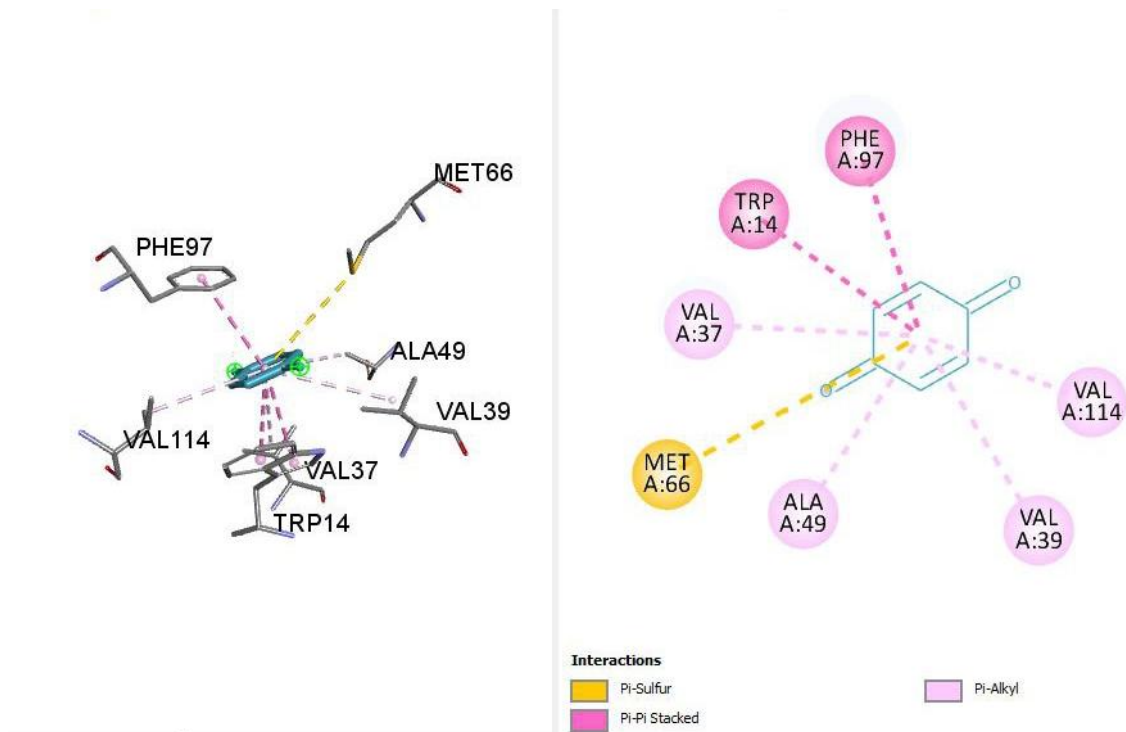 MET66
PHE97
ALA49
VAL39
VAL114
VAL37
TRP14
PHE
A:97
TRP
A:14
VAL
A:37
O
O
VAL
A:114
MET
A:66
ALA
A:49
VAL
A:39
Interactions
Pi-Sulfur
Pi-Pi Stacked
Pi-Alkyl